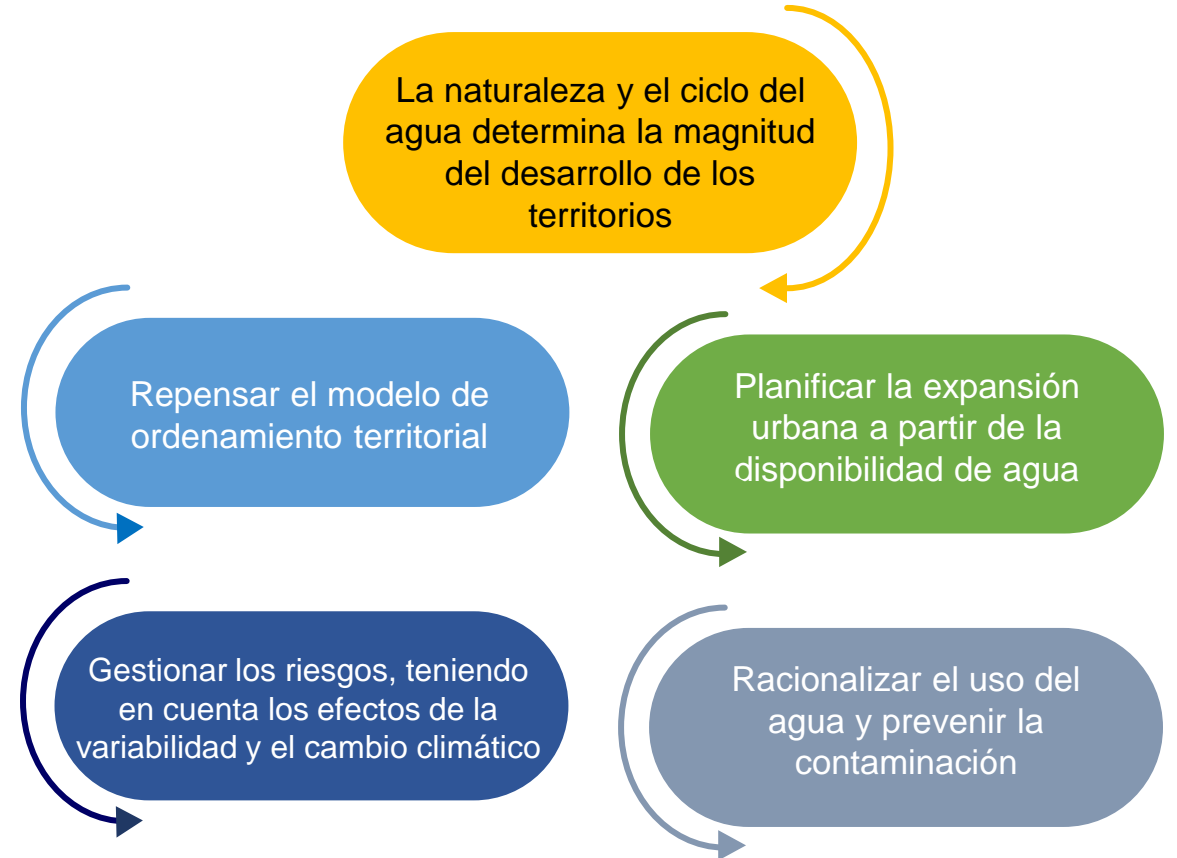 La naturaleza y el ciclo del
agua determina la magnitud
del desarrollo de los
territorios
Repensar el modelo de
ordenamiento territorial
Planificar la expansión
urbana a partir de la
disponibilidad de agua
Gestionar los riesgos, teniendo
en cuenta los efectos de la
variabilidad y el cambio climático
Racionalizar el uso del
agua y prevenir la
contaminación